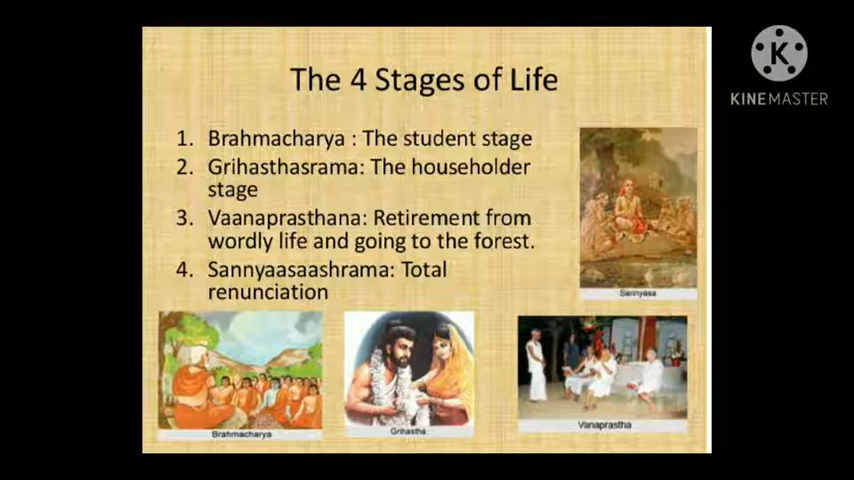 The 4 Stages of Life
KINEMASTER
1. Brahmacharya : The student stage
2. Grihasthasrama: The householder
stage
3. Vaanaprasthana: Retirement from
wordly life and going to the forest.
4. Sannyaasaashrama: Total
renunciation
Sannyasa
Brahmacharya
Grihastha
Vanaprastha